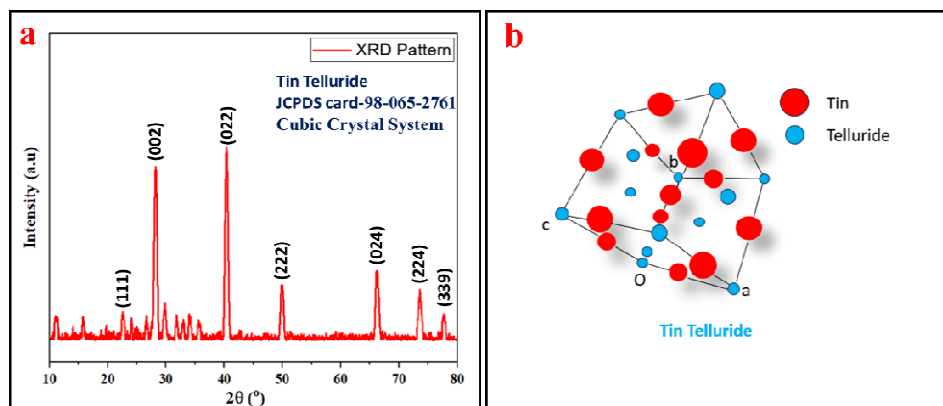 a
XRD Pattern
Tin Telluride
JCPDS card-98-065-2761
Cubic Crystal System
(111)
(002)
(022)
(222)
(024)
(224)
(339)
Intensity (a.u)
10 20 30 40 50 60 70 80
2θ (°)
b
Tin
Telluride
b
c
O
a
Tin Telluride